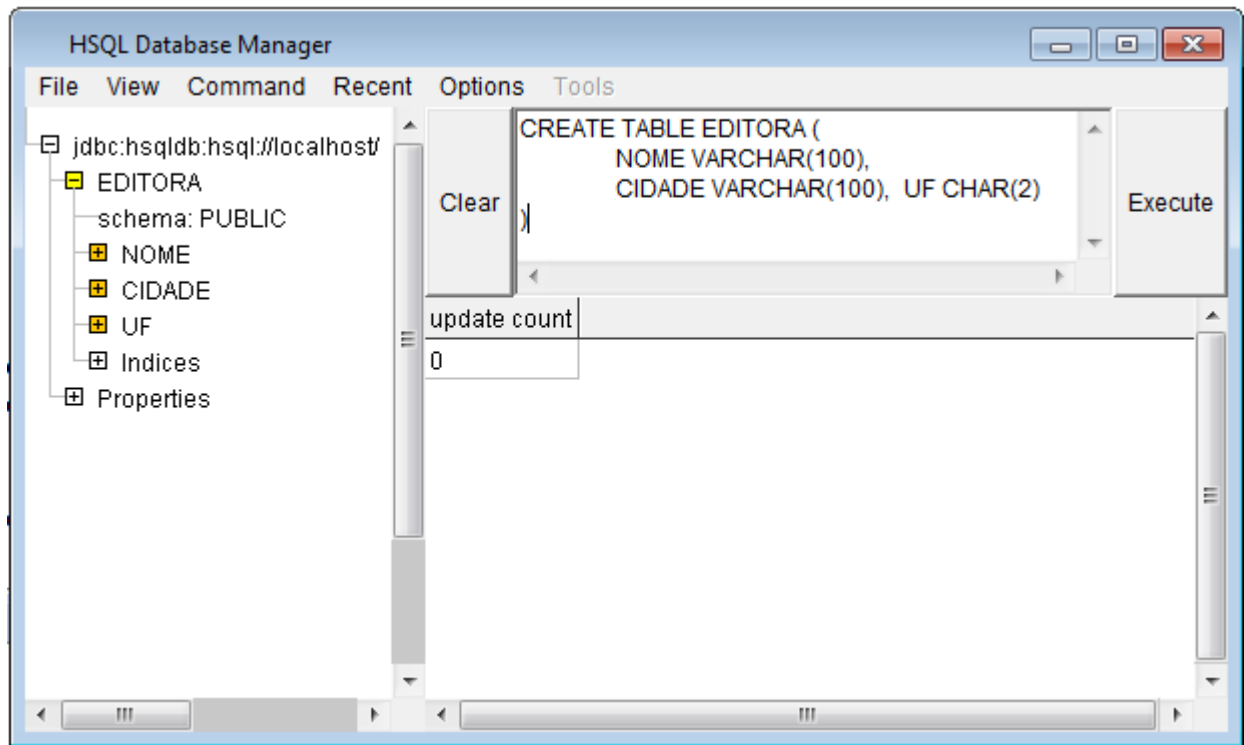 HSQL Database Manager
File View Command Recent Options Tools
jdbc:hsqldb:hsql://localhost/
EDITORA
schema: PUBLIC
NOME
CIDADE
UF
Indices
Properties
Clear
CREATE TABLE EDITORA (
NOME VARCHAR(100),
CIDADE VARCHAR(100), UF CHAR(2)
)
Execute
update count
0